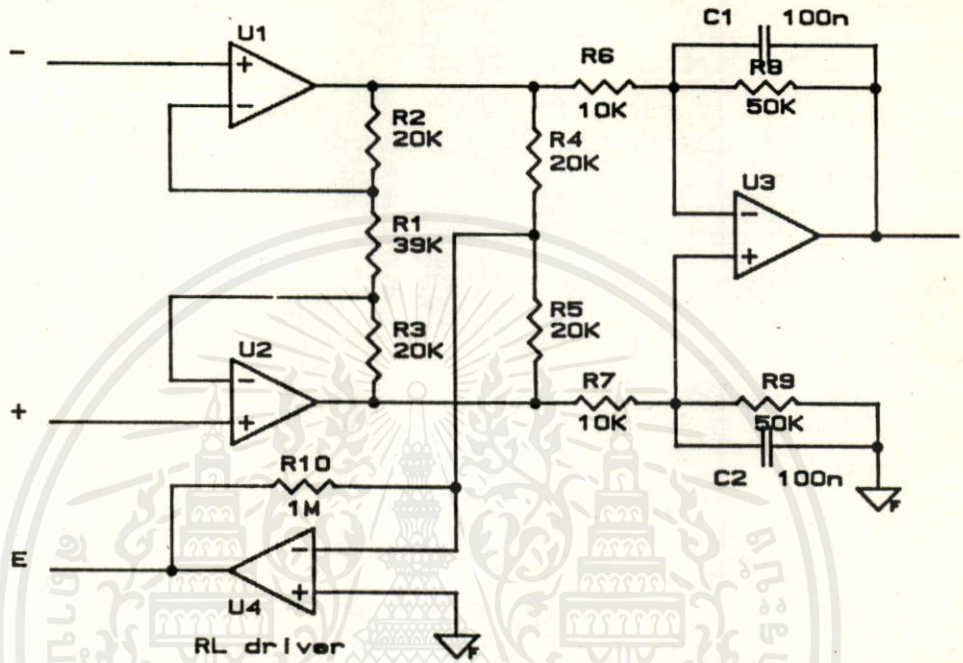 -
U1
R2
20K
R1
39K
R3
20K
U2
+
R10
1M
E
U4
RL driver
R4
20K
R5
20K
R6
10K
R7
10K
C1 100n
R8
50K
U3
R9
50K
C2 100n
F
F